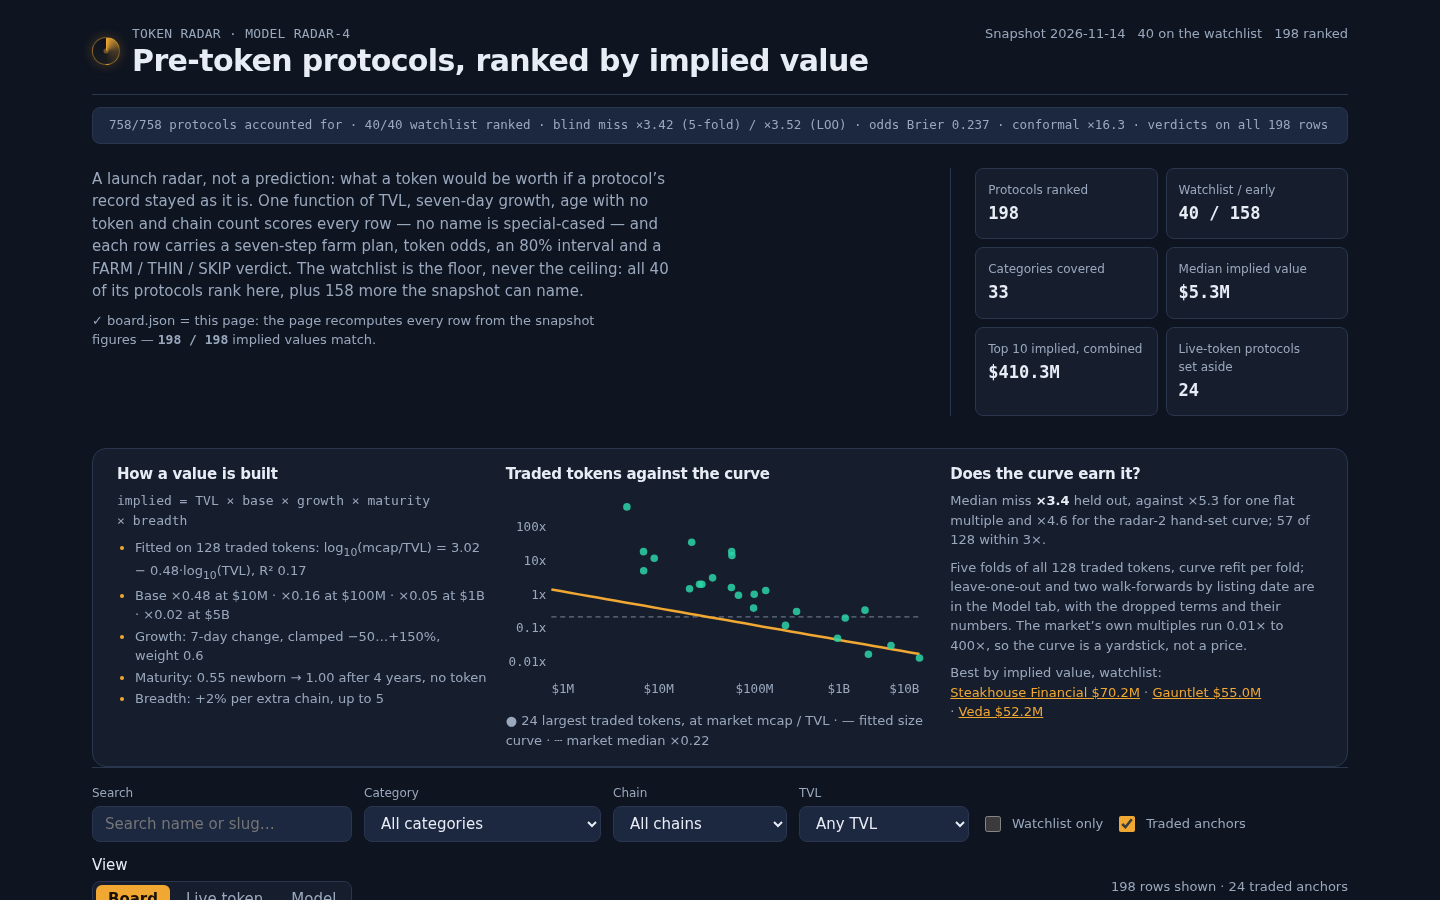 TOKEN RADAR · MODEL RADAR-4
Pre-token protocols, ranked by implied value
Snapshot 2026-11-14 40 on the watchlist 198 ranked
758/758 protocols accounted for · 40/40 watchlist ranked · blind miss ×3.42 (5-fold) / ×3.52 (LOO) · odds Brier 0.237 · conformal ×16.3 · verdicts on all 198 rows
A launch radar, not a prediction: what a token would be worth if a protocol’s
record stayed as it is. One function of TVL, seven-day growth, age with no
token and chain count scores every row — no name is special-cased — and
each row carries a seven-step farm plan, token odds, an 80% interval and a
FARM / THIN / SKIP verdict. The watchlist is the floor, never the ceiling: all 40
of its protocols rank here, plus 158 more the snapshot can name.
✓ board.json = this page: the page recomputes every row from the snapshot
figures — 198 / 198 implied values match.
Protocols ranked
198
Watchlist / early
40 / 158
Categories covered
33
Median implied value
$5.3M
Top 10 implied, combined
$410.3M
Live-token protocols
set aside
24
How a value is built
implied = TVL × base × growth × maturity
× breadth
• Fitted on 128 traded tokens: log10(mcap/TVL) = 3.02
− 0.48·log10(TVL), R² 0.17
• Base ×0.48 at $10M · ×0.16 at $100M · ×0.05 at $1B
· ×0.02 at $5B
• Growth: 7-day change, clamped −50…+150%,
weight 0.6
• Maturity: 0.55 newborn → 1.00 after 4 years, no token
• Breadth: +2% per extra chain, up to 5
Traded tokens against the curve
100x
10x
1x
0.1x
0.01x
$1M $10M $100M $1B $10B
● 24 largest traded tokens, at market mcap / TVL · — fitted size
curve · ┄ market median ×0.22
Does the curve earn it?
Median miss ×3.4 held out, against ×5.3 for one flat
multiple and ×4.6 for the radar-2 hand-set curve; 57 of
128 within 3×.
Five folds of all 128 traded tokens, curve refit per fold;
leave-one-out and two walk-forwards by listing date are
in the Model tab, with the dropped terms and their
numbers. The market’s own multiples run 0.01× to
400×, so the curve is a yardstick, not a price.
Best by implied value, watchlist:
Steakhouse Financial $70.2M · Gauntlet $55.0M
· Veda $52.2M
Search
Search name or slug…
Category
All categories
Chain
All chains
TVL
Any TVL
Watchlist only
Traded anchors
View
Board Live token Model
198 rows shown · 24 traded anchors